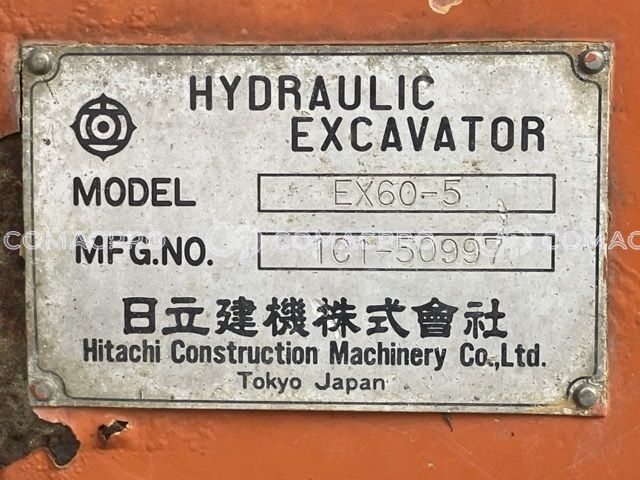 HYDRAULIC
EXCAVATOR
MODEL EX60-5
MFG.NO. 1C1-50997
日立建機株式會社
Hitachi Construction Machinery Co.,Ltd.
Tokyo Japan
COMACPRO